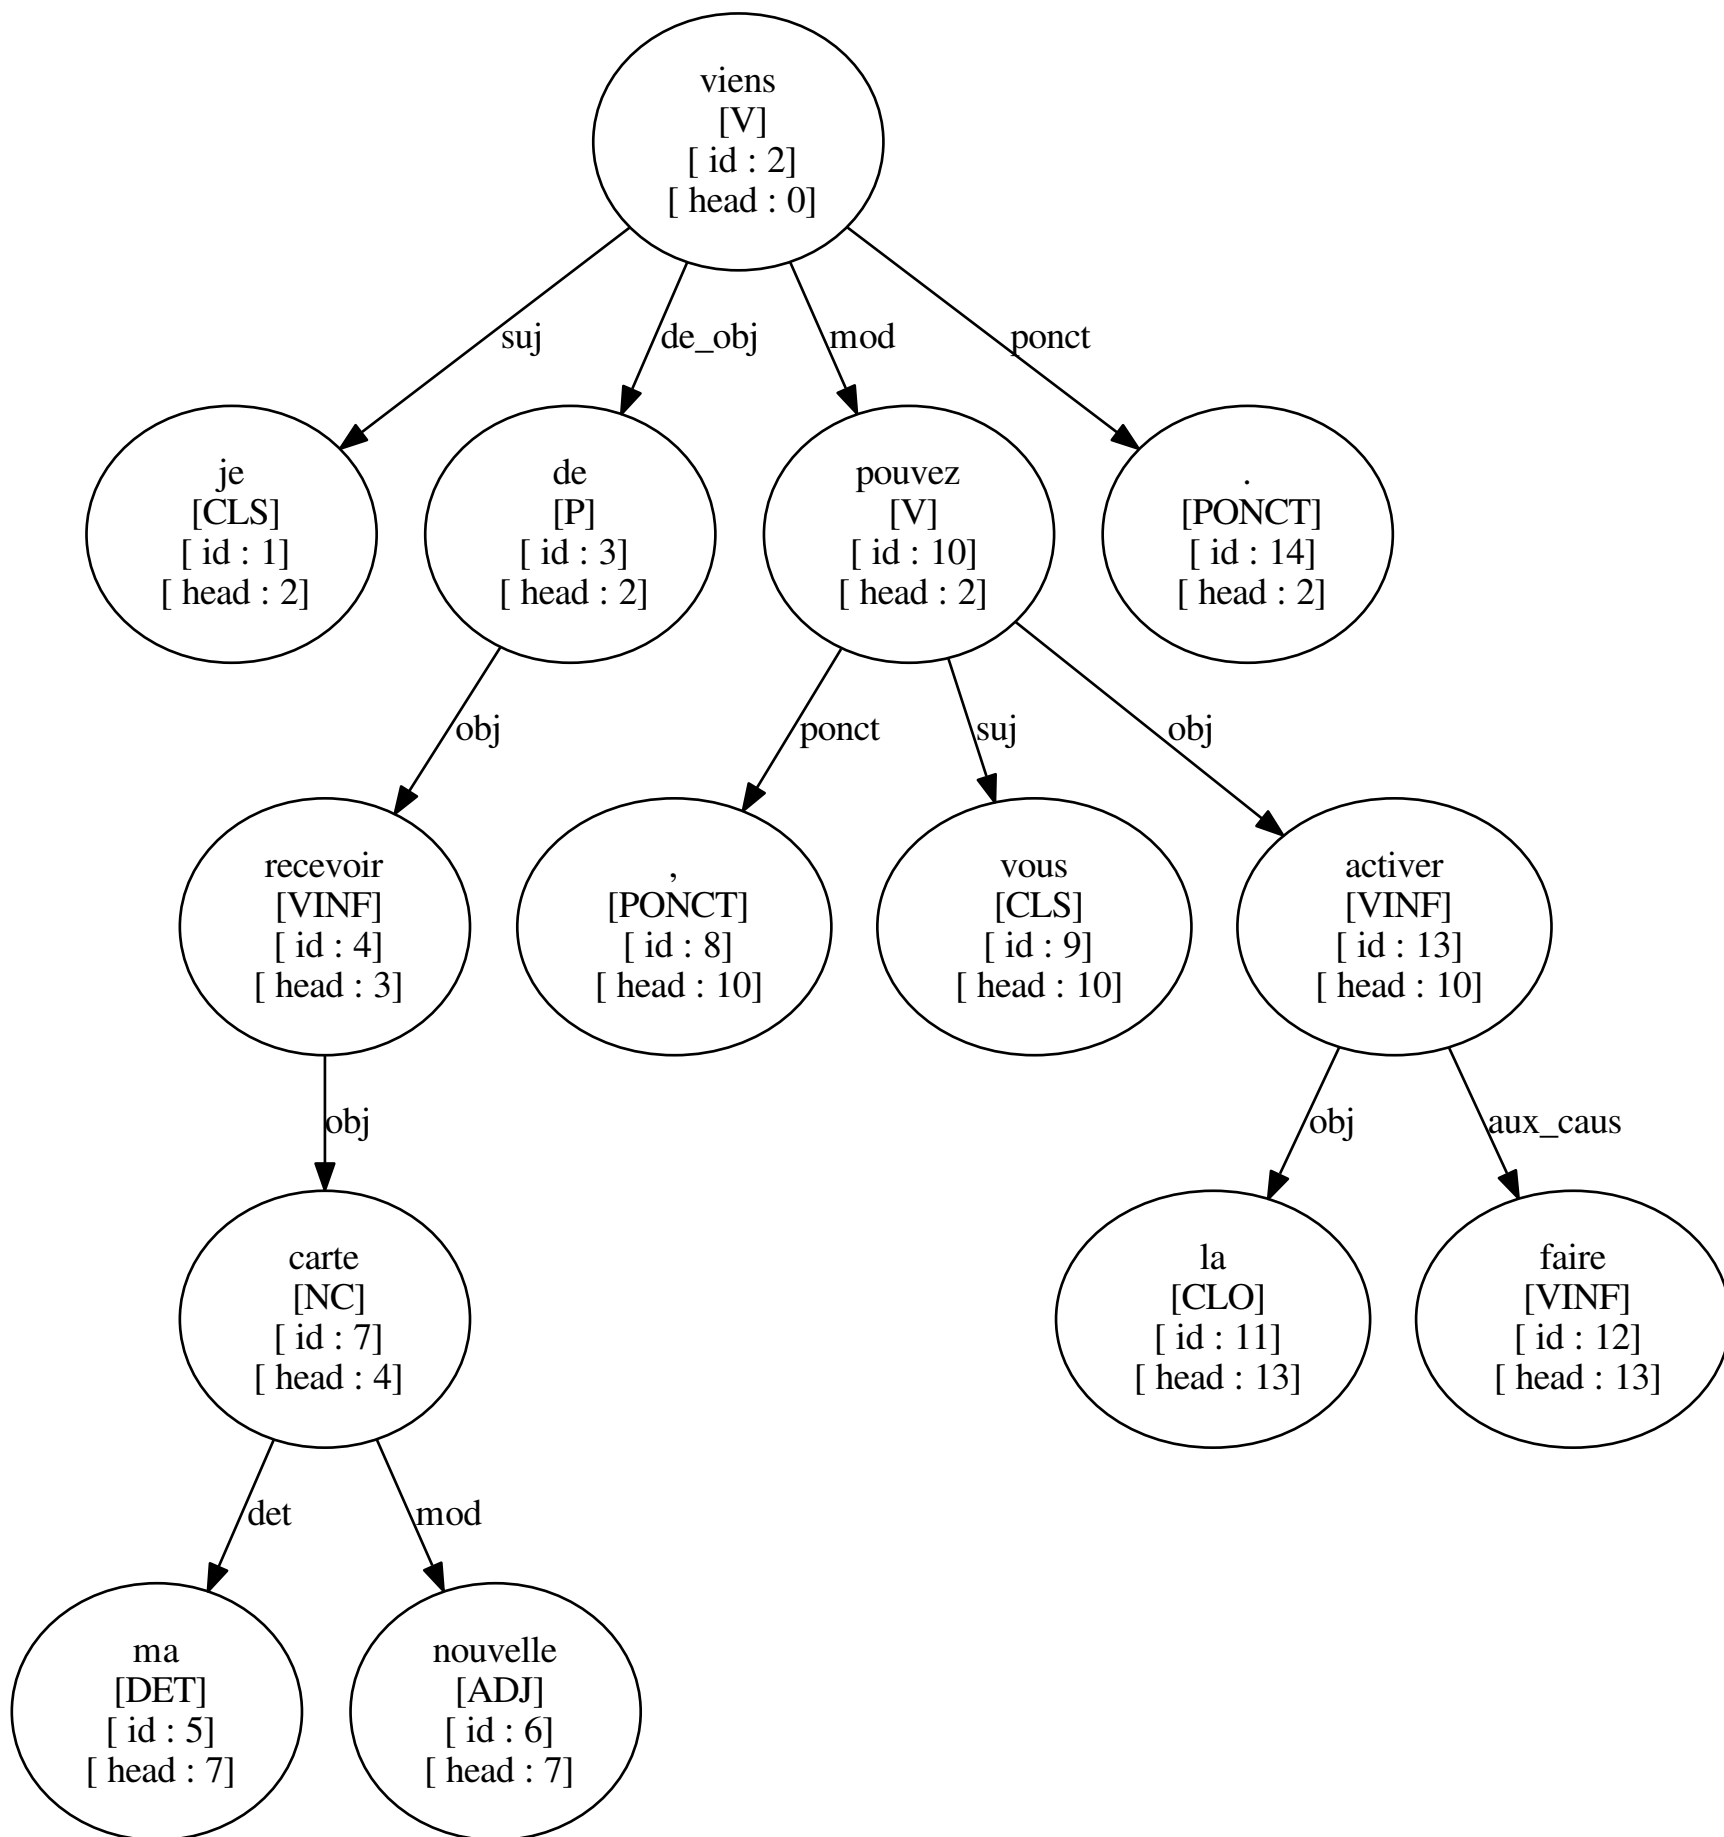 viens
[V]
[ id : 2]
[ head : 0]
suj
de_obj
mod
ponct
je
[CLS]
[ id : 1]
[ head : 2]
de
[P]
[ id : 3]
[ head : 2]
pouvez
[V]
[ id : 10]
[ head : 2]
.
[PONCT]
[ id : 14]
[ head : 2]
obj
ponct
suj
obj
recevoir
[VINF]
[ id : 4]
[ head : 3]
,
[PONCT]
[ id : 8]
[ head : 10]
vous
[CLS]
[ id : 9]
[ head : 10]
activer
[VINF]
[ id : 13]
[ head : 10]
obj
obj
aux_caus
carte
[NC]
[ id : 7]
[ head : 4]
la
[CLO]
[ id : 11]
[ head : 13]
faire
[VINF]
[ id : 12]
[ head : 13]
det
mod
ma
[DET]
[ id : 5]
[ head : 7]
nouvelle
[ADJ]
[ id : 6]
[ head : 7]